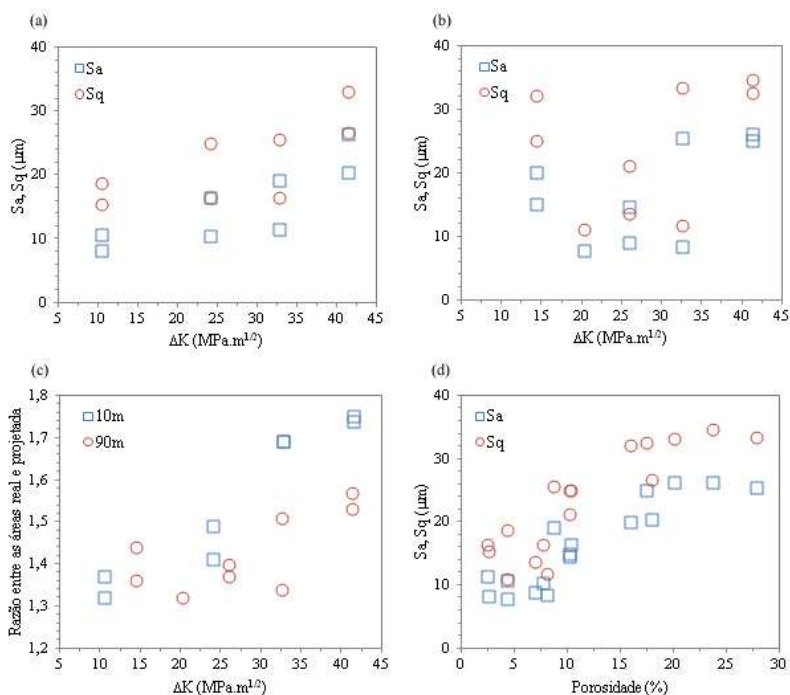 (a)
40
30
20
10
0
Sa, Sq (µm)
Sa
Sq
5 10 15 20 25 30 35 40 45
ΔK (MPa.m1/2)
(b)
40
30
20
10
0
Sa, Sq (µm)
Sa
Sq
5 10 15 20 25 30 35 40 45
ΔK (MPa.m1/2)
(c)
1,8
1,7
1,6
1,5
1,4
1,3
1,2
Razão entre as áreas real e projetada
10m
90m
5 10 15 20 25 30 35 40 45
ΔK (MPa.m1/2)
(d)
40
30
20
10
0
Sa, Sq (µm)
Sa
Sq
0 5 10 15 20 25 30
Porosidade (%)